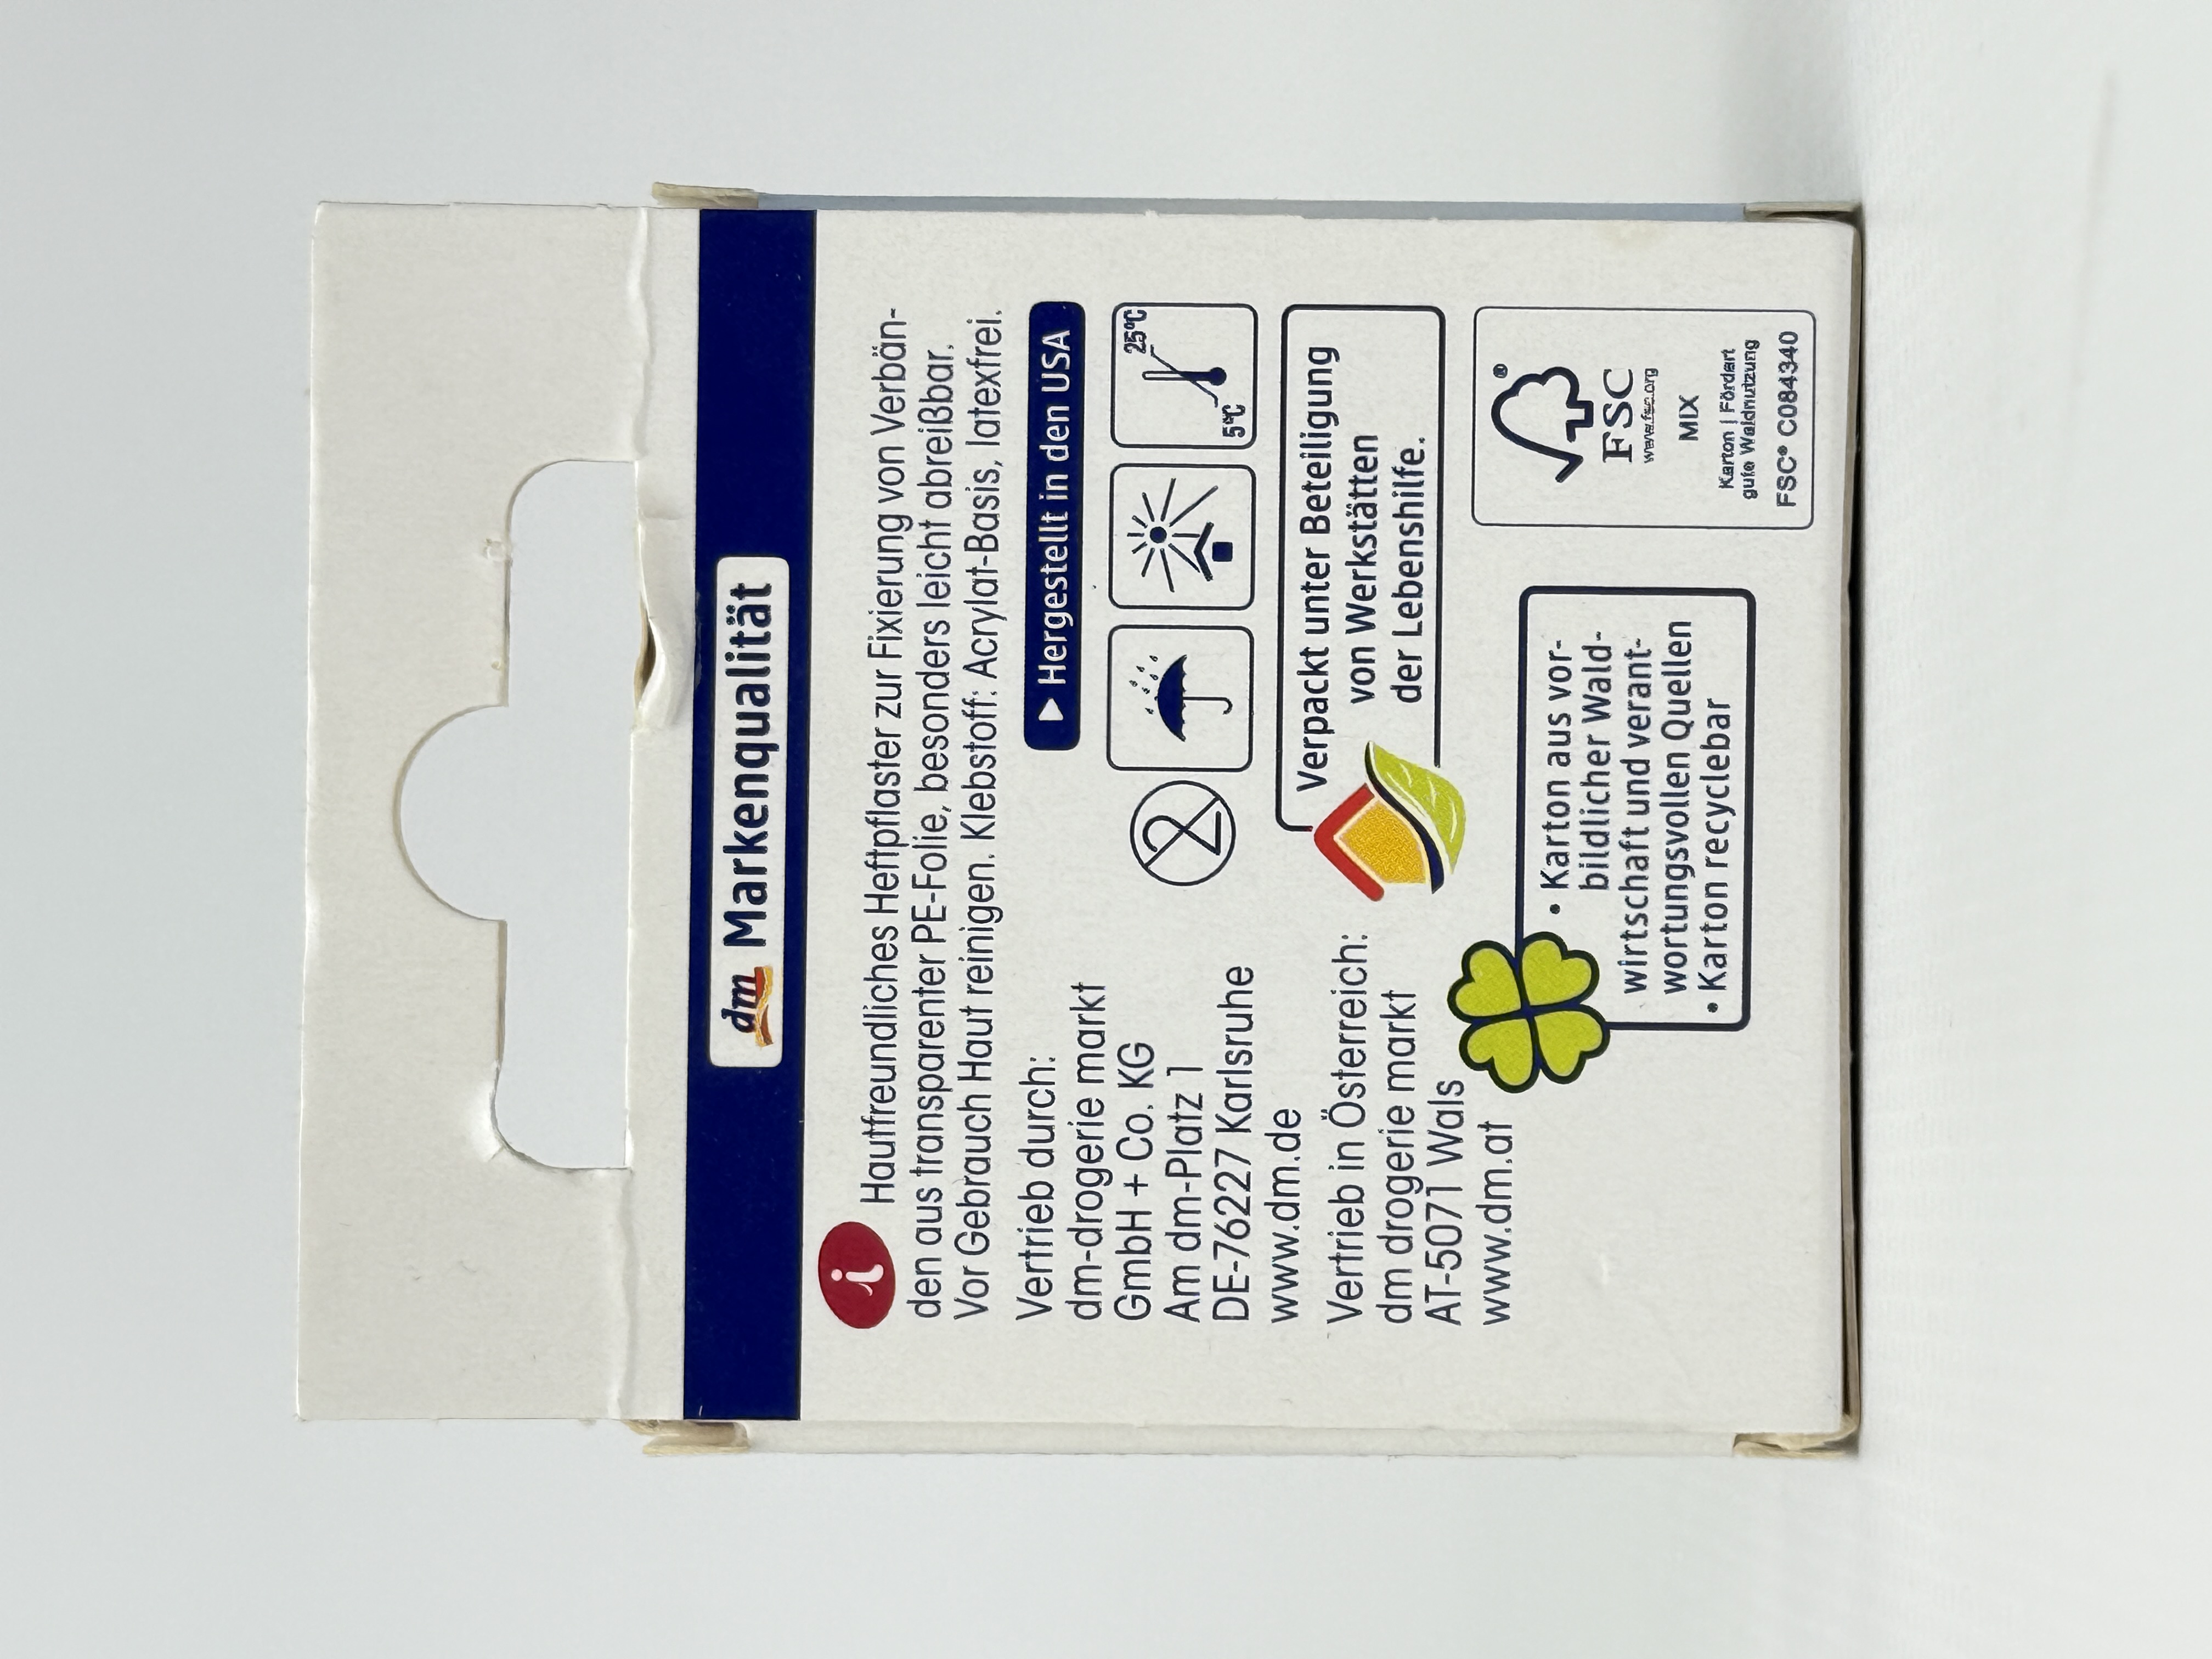 dm Markenqualität
i
Hautfreundliches Heftpflaster zur Fixierung von Verbän-
den aus transparenter PE-Folie, besonders leicht abreißbar.
Vor Gebrauch Haut reinigen. Klebstoff: Acrylat-Basis, latexfrei.
Vertrieb durch:
dm-drogerie markt
GmbH + Co. KG
Am dm-Platz 1
DE-76227 Karlsruhe
www.dm.de
Vertrieb in Österreich:
dm drogerie markt
AT-5071 Wals
www.dm.at
Hergestellt in den USA
2
5°C
25°C
Verpackt unter Beteiligung
von Werkstätten
der Lebenshilfe.
• Karton aus vor-
bildlicher Wald-
wirtschaft und verant-
wortungsvollen Quellen
• Karton recyclebar
®
FSC
www.fsc.org
MIX
Karton | Fördert
gute Waldnutzung
FSC® C084340